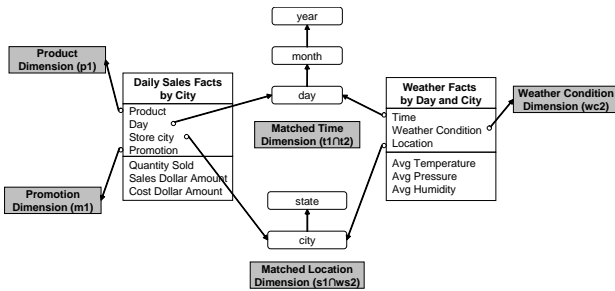 year
month
day
Product
Dimension (p1)
Daily Sales Facts
by City
Product
Day
Store city
Promotion
Quantity Sold
Sales Dollar Amount
Cost Dollar Amount
Promotion
Dimension (m1)
Matched Time
Dimension (t1∩t2)
Weather Facts
by Day and City
Time
Weather Condition
Location
Avg Temperature
Avg Pressure
Avg Humidity
Weather Condition
Dimension (wc2)
state
city
Matched Location
Dimension (s1∩ws2)